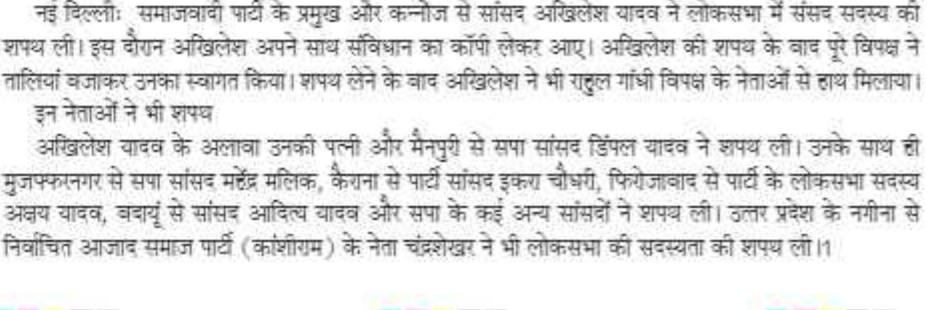 नई दिल्लीः समाजवादी पार्टी के प्रमुख और कन्नौज से सांसद अखिलेश यादव ने लोकसभा में संसद सदस्य की
शपथ ली। इस दौरान अखिलेश अपने साथ संविधान का कॉपी लेकर आए। अखिलेश की शपथ के बाद पूरे विपक्ष ने
तालियां बजाकर उनका स्वागत किया। शपथ लेने के बाद अखिलेश ने भी राहुल गांधी विपक्ष के नेताओं से हाथ मिलाया।
इन नेताओं ने भी शपथ
अखिलेश यादव के अलावा उनकी पत्नी और मैनपुरी से सपा सांसद डिंपल यादव ने शपथ ली। उनके साथ ही
मुजफ्फरनगर से सपा सांसद महेंद्र मलिक, कैराना से पार्टी सांसद इकरा चौधरी, फिरोजाबाद से पार्टी के लोकसभा सदस्य
अक्षय यादव, बदायूं से सांसद आदित्य यादव और सपा के कई अन्य सांसदों ने शपथ ली। उत्तर प्रदेश के नगीना से
निर्वाचित आजाद समाज पार्टी (कांशीराम) के नेता चंद्रशेखर ने भी लोकसभा की सदस्यता की शपथ ली।1